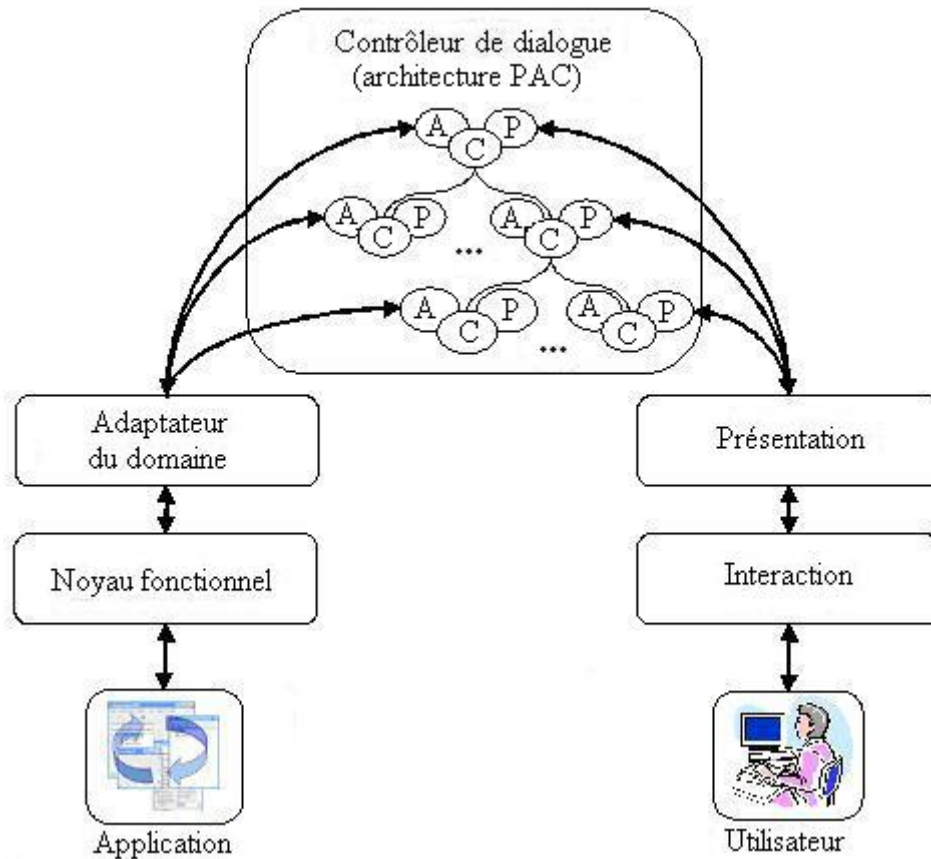 Contrôleur de dialogue
(architecture PAC)
A P
C
A P A P
C ... C
A P A P
C ... C
Adaptateur
du domaine
Présentation
Noyau fonctionnel
Interaction
Application
Utilisateur